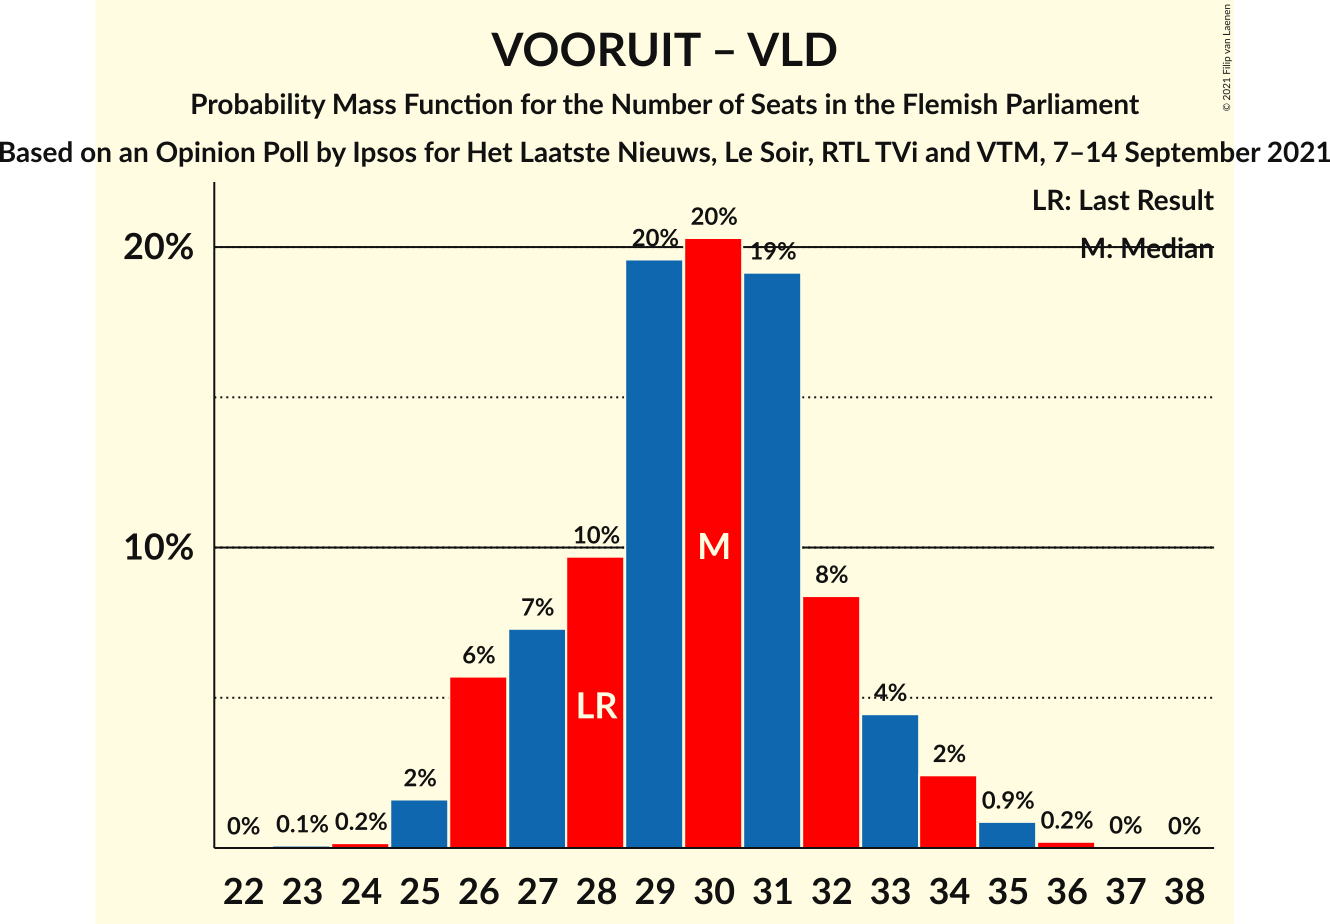 VOORUIT – VLD
Probability Mass Function for the Number of Seats in the Flemish Parliament
Based on an Opinion Poll by Ipsos for Het Laatste Nieuws, Le Soir, RTL TVi and VTM, 7–14 September 2021
© 2021 Filip van Laenen
LR: Last Result
M: Median
20%
10%
0%
0.1%
0.2%
2%
6%
7%
10%
20%
20%
19%
8%
4%
2%
0.9%
0.2%
0%
0%
LR
M
22 23 24 25 26 27 28 29 30 31 32 33 34 35 36 37 38